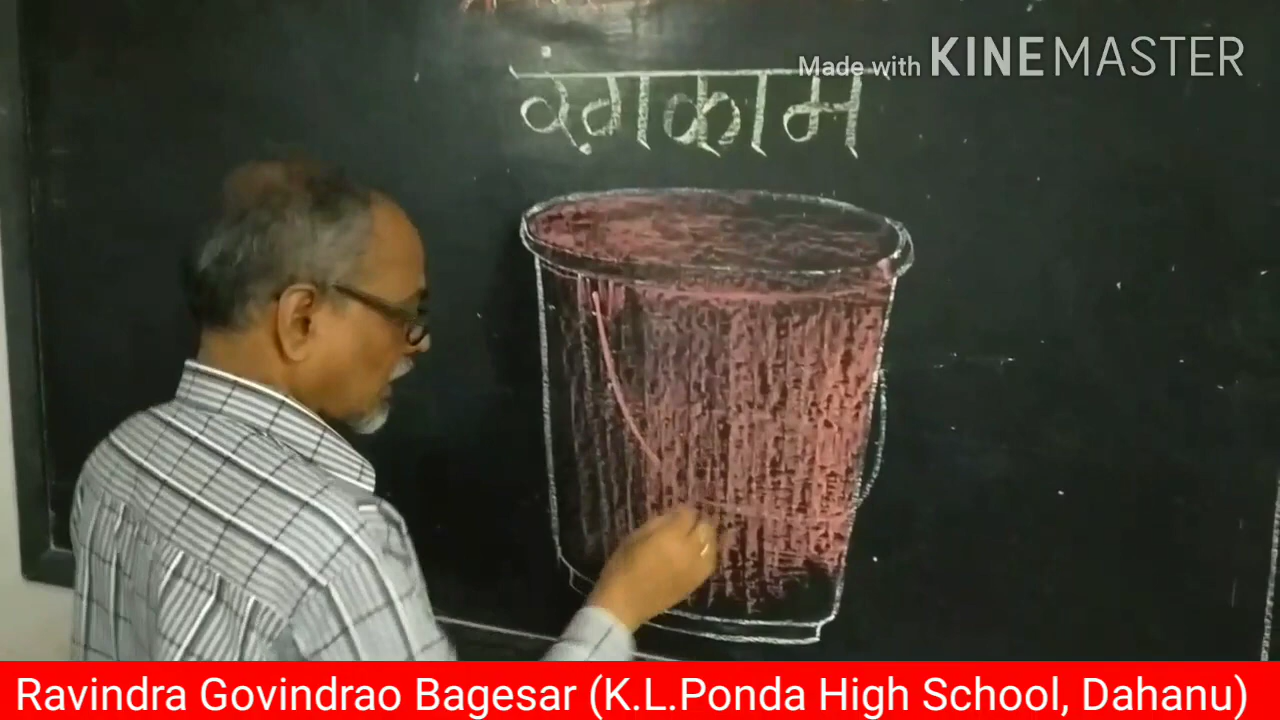 Made with KINEMASTER
रंगकाम
Ravindra Govindrao Bagesar (K.L.Ponda High School, Dahanu)